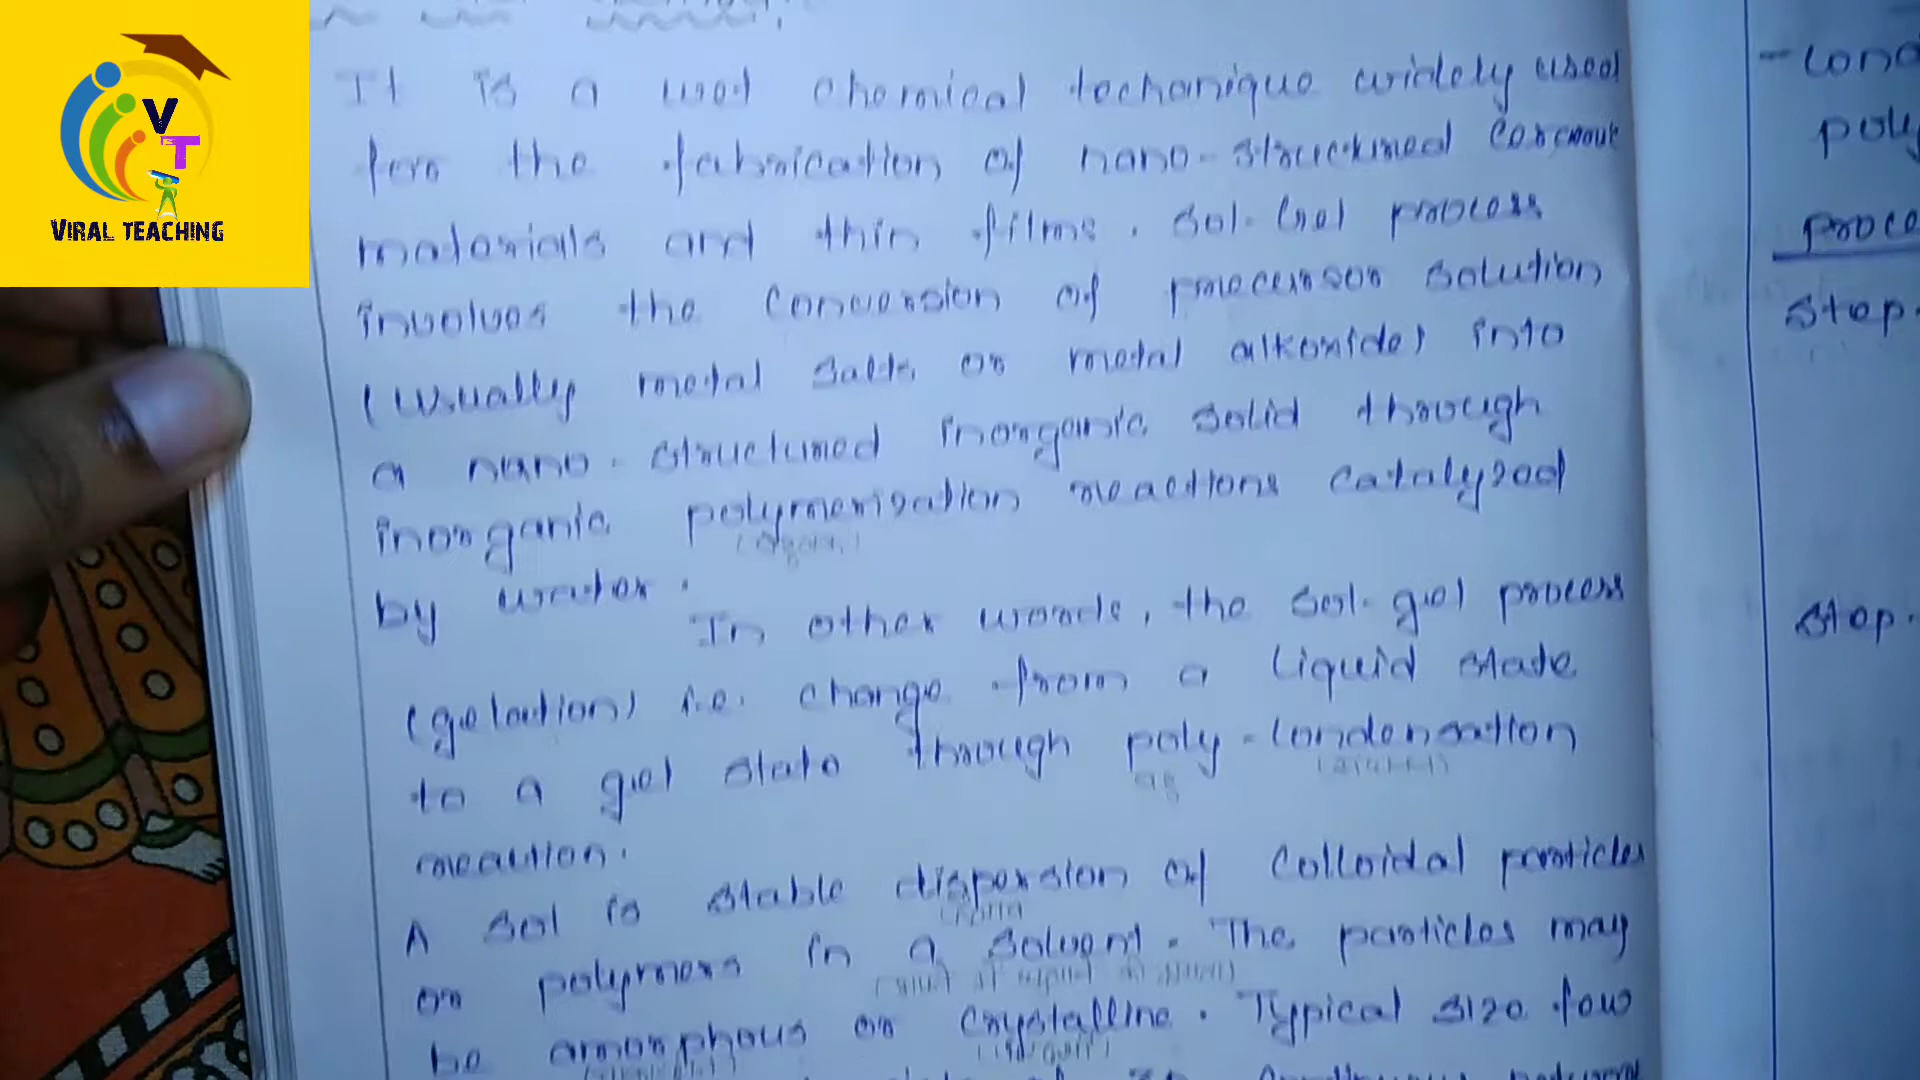 VT
VIRAL TEACHING
It is a wet chemical techanique widely used
for the fabrication of nano-structured
materials and thin films. Sol-Gel process
involves the conversion of precursor solution
(usually metal salts or metal alkoxide) into
a nano-structured inorganic solid through
inorganic polymerization reactions catalyzed
by water.
In other words, the sol-gel process
(gelation) i.e. change from a liquid state
to a gel state through poly-condensation
reaction.
A sol is stable dispersion of colloidal particles
or polymers in a solvent. The particles may
be amorphous or crystalline. Typical size few
- Cond
poly
Proce
Step.
Step.